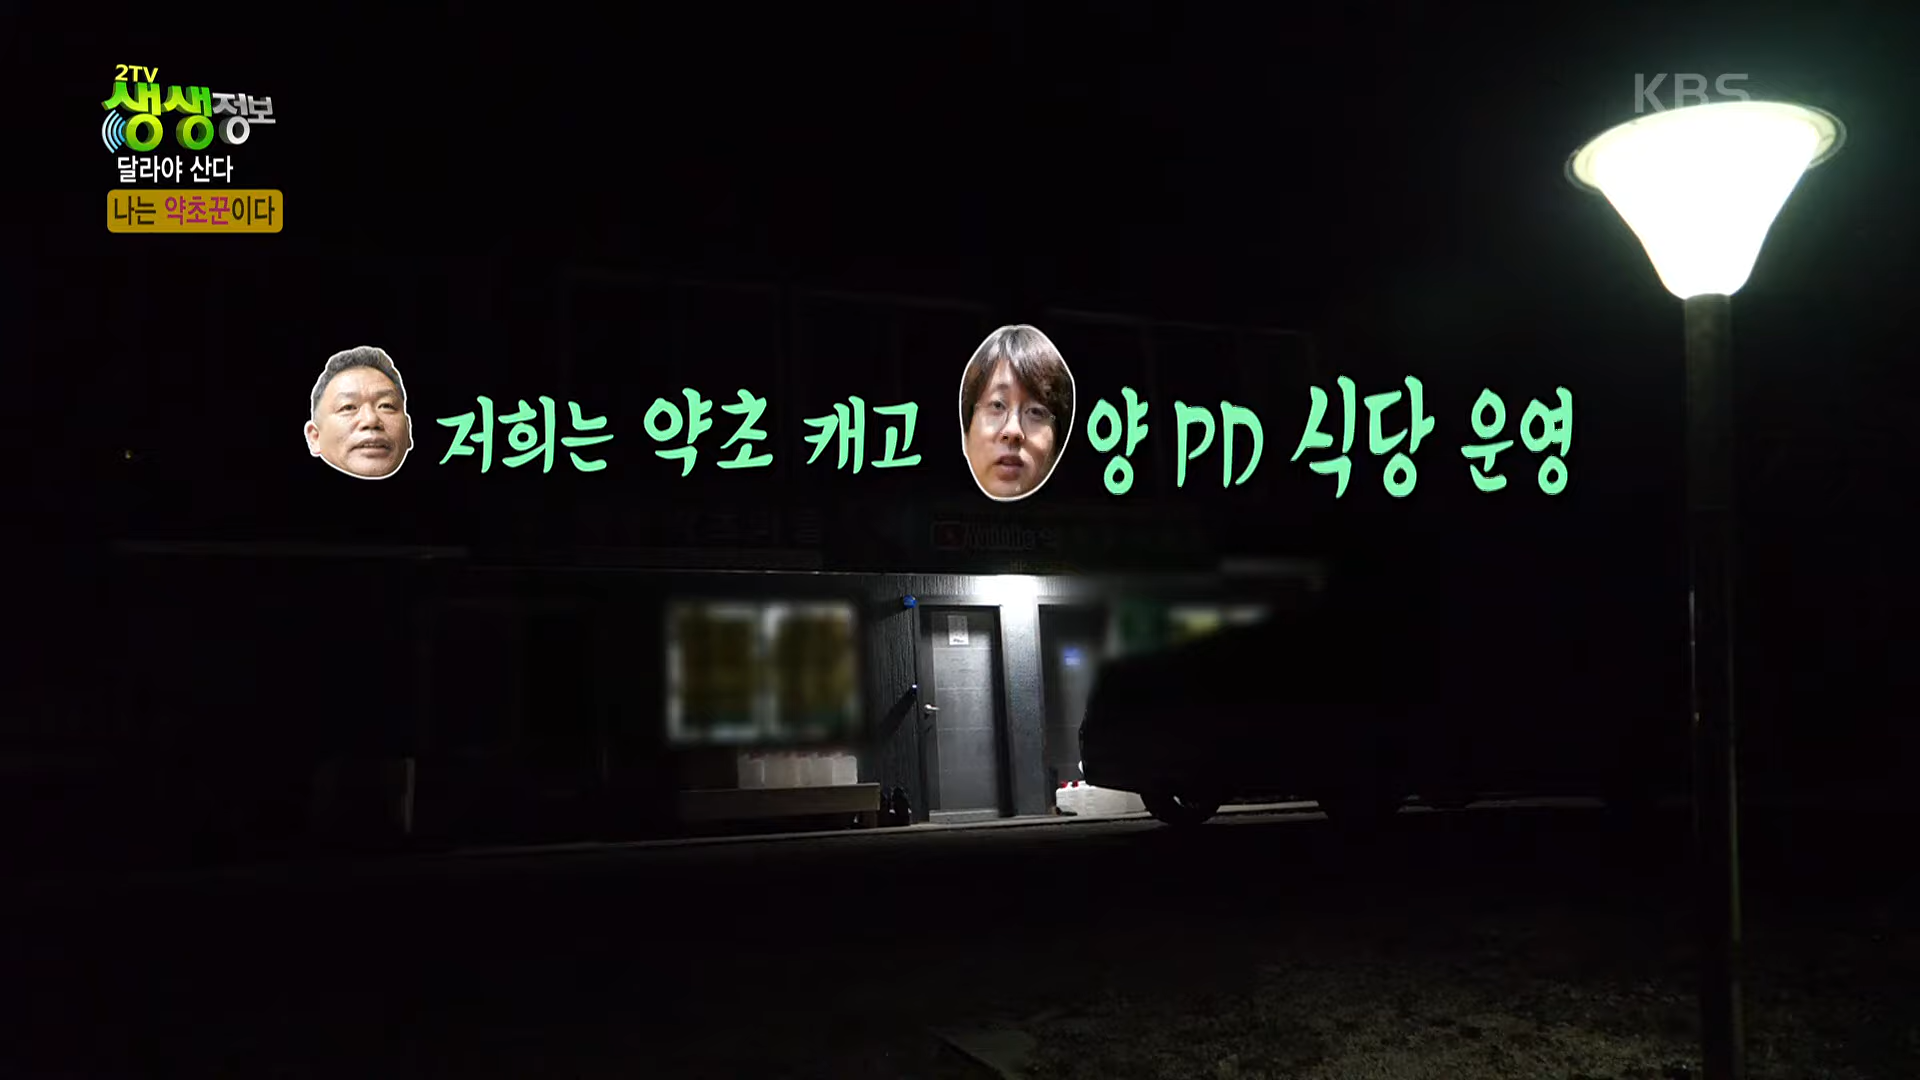 2TV
생생정보
달라야 산다
나는 약초꾼이다
KBS
저희는 약초 캐고 양 PD 식당 운영